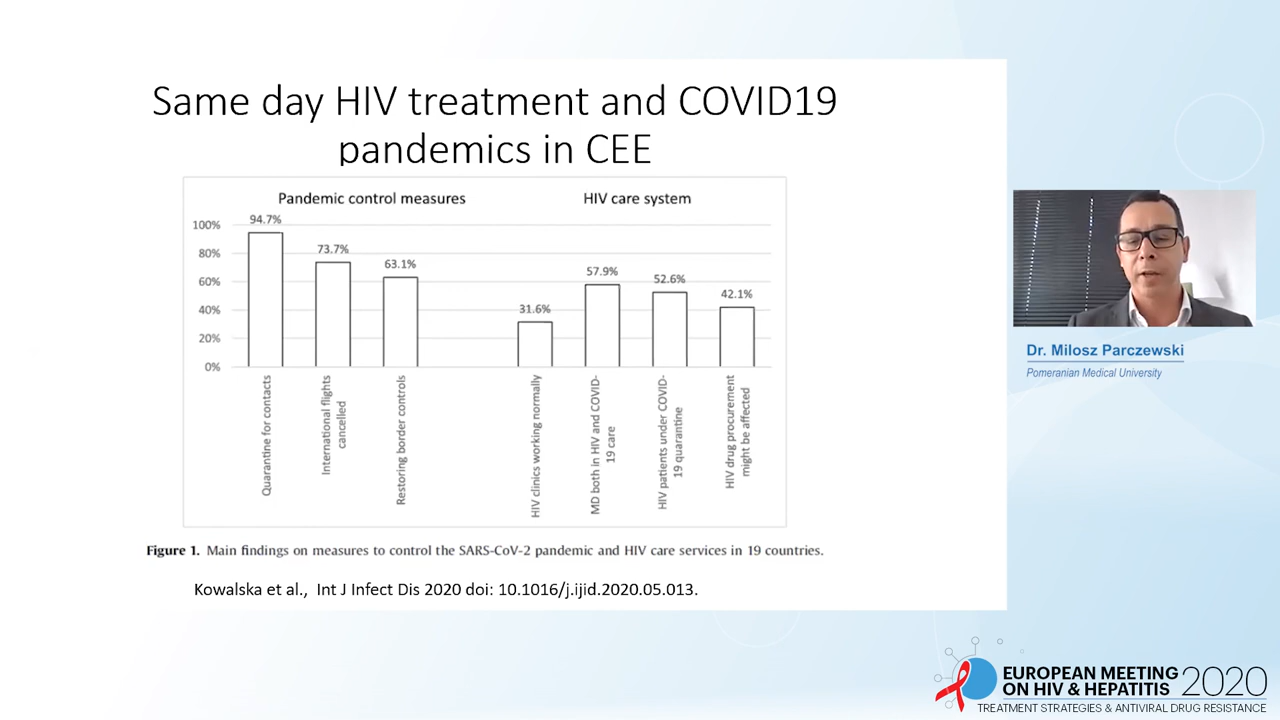 Same day HIV treatment and COVID19
pandemics in CEE
Pandemic control measures
HIV care system
100%
80%
60%
40%
20%
0%
94.7%
73.7%
63.1%
31.6%
57.9%
52.6%
42.1%
Quarantine for contacts
International flights
cancelled
Restoring border controls
HIV clinics working normally
MD both in HIV and COVID-
19 care
HIV patients under COVID-
19 quarantine
HIV drug procurement
might be affected
Figure 1. Main findings on measures to control the SARS-CoV-2 pandemic and HIV care services in 19 countries.
Kowalska et al., Int J Infect Dis 2020 doi: 10.1016/j.ijid.2020.05.013.
Dr. Milosz Parczewski
Pomeranian Medical University
EUROPEAN MEETING
ON HIV & HEPATITIS 2020
TREATMENT STRATEGIES & ANTIVIRAL DRUG RESISTANCE